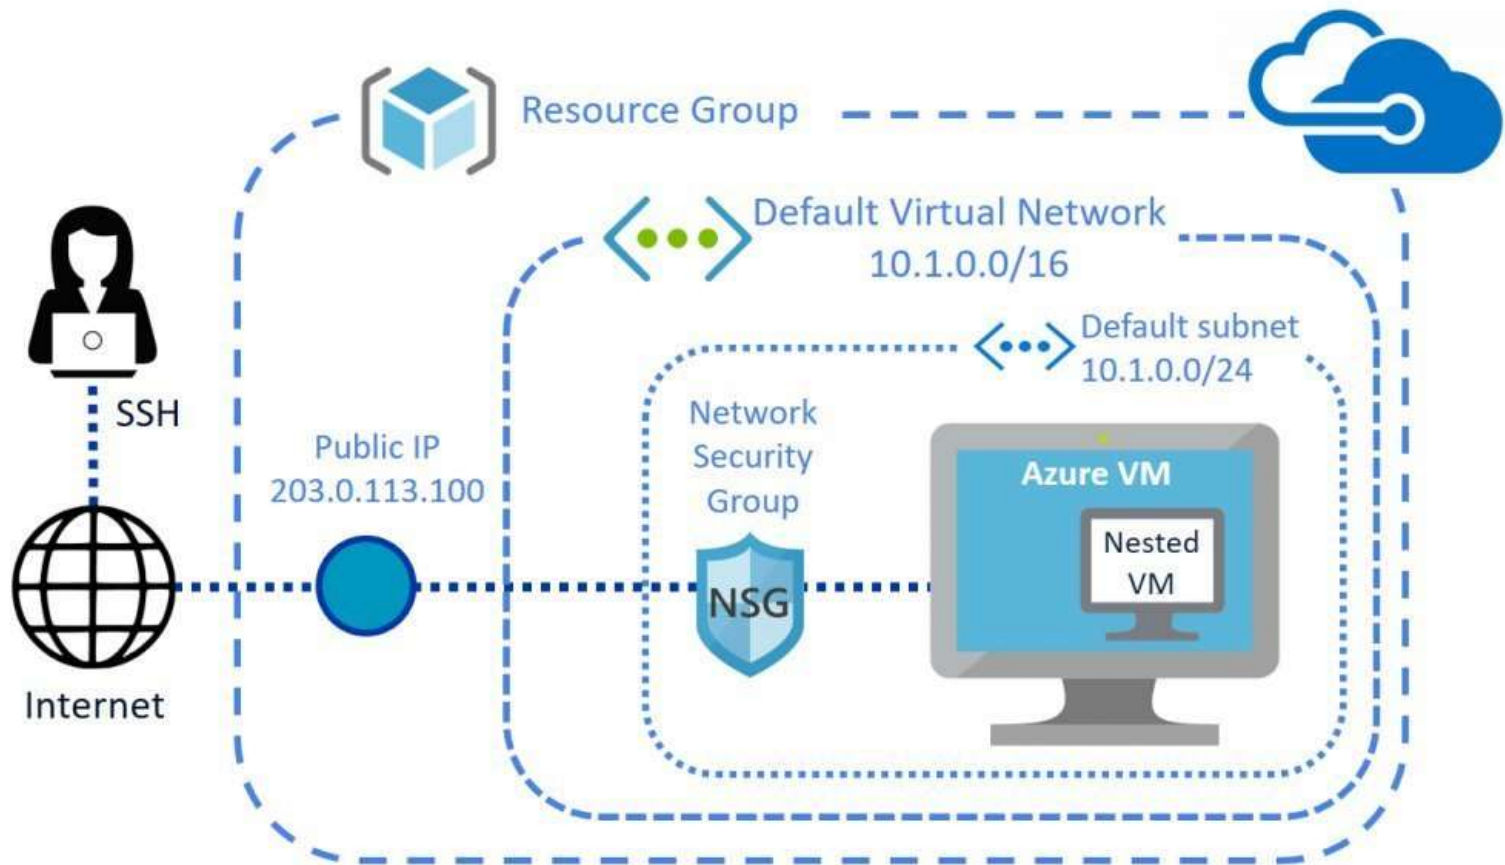 Resource Group
Default Virtual Network
10.1.0.0/16
Default subnet
10.1.0.0/24
SSH
Public IP
203.0.113.100
Network
Security
Group
NSG
Azure VM
Nested
VM
Internet